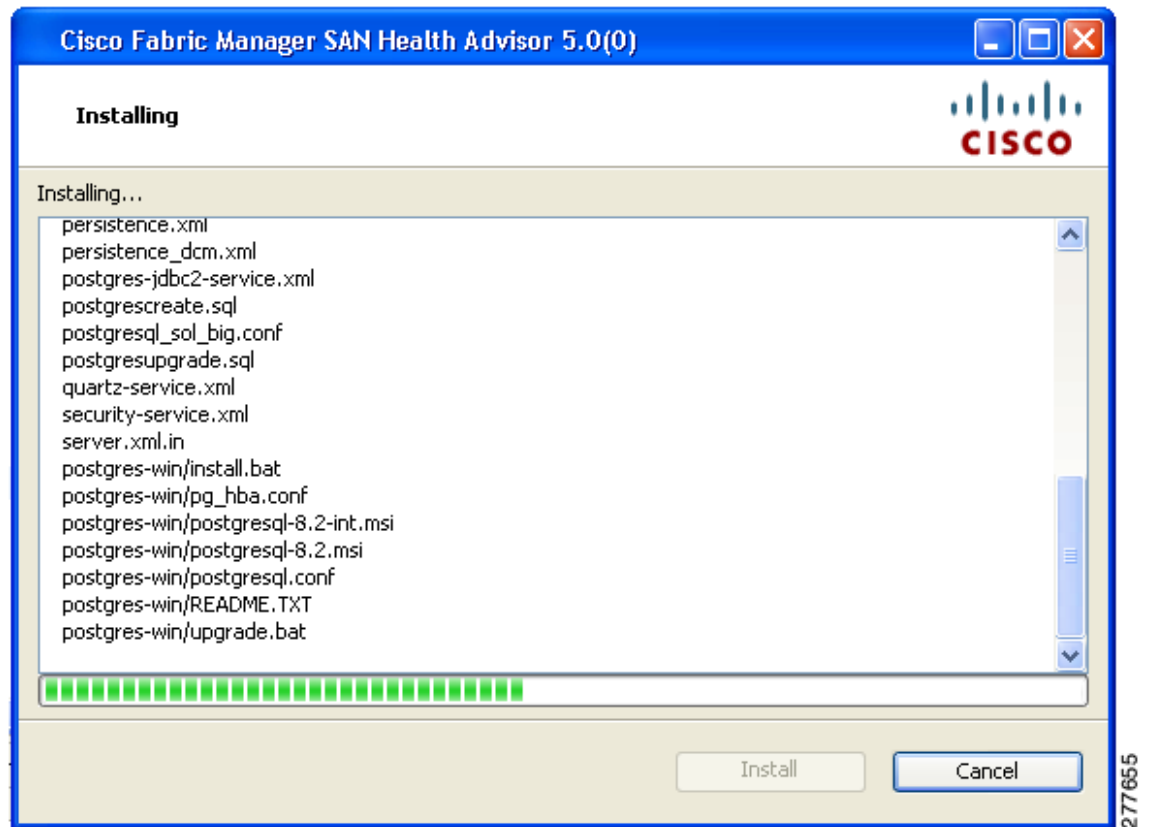 Cisco Fabric Manager SAN Health Advisor 5.0(0)
Installing
CISCO
Installing...
persistence.xml
persistence_dcm.xml
postgres-jdbc2-service.xml
postgrescreate.sql
postgresql_sol_big.conf
postgresupgrade.sql
quartz-service.xml
security-service.xml
server.xml.in
postgres-win/install.bat
postgres-win/pg_hba.conf
postgres-win/postgresql-8.2-int.msi
postgres-win/postgresql-8.2.msi
postgres-win/postgresql.conf
postgres-win/README.TXT
postgres-win/upgrade.bat
Install
Cancel
277655